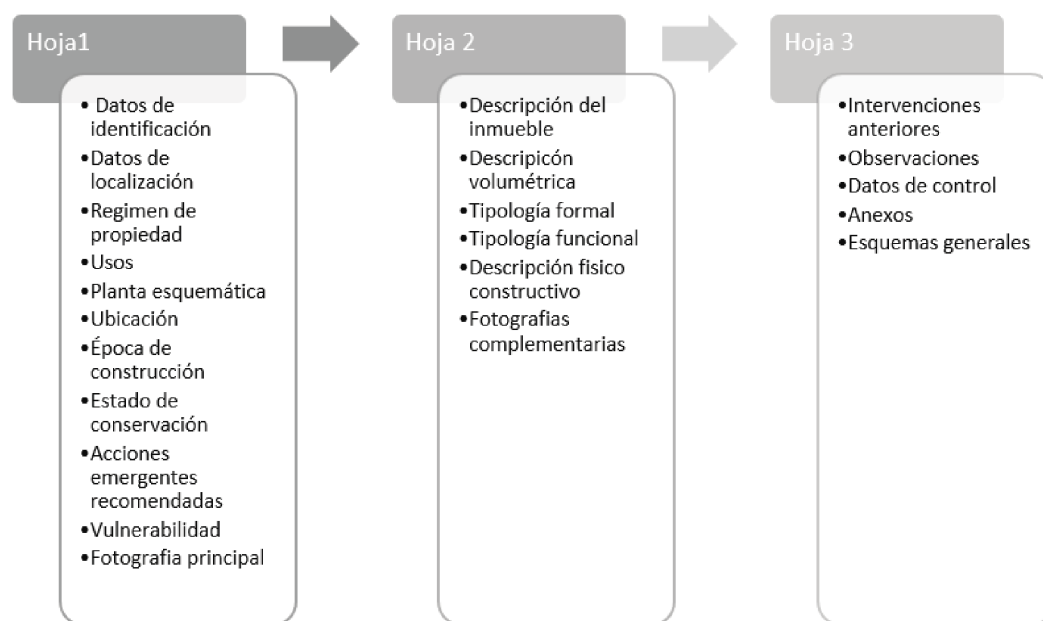 Hoja1
• Datos de
identificación
•Datos de
localización
•Regimen de
propiedad
•Usos
•Planta esquemática
•Ubicación
•Época de
construcción
•Estado de
conservación
•Acciones
emergentes
recomendadas
•Vulnerabilidad
•Fotografia principal
Hoja 2
•Descripción del
inmueble
•Descripicón
volumétrica
•Tipología formal
•Tipología funcional
•Descripción fisico
constructivo
•Fotografias
complementarias
Hoja 3
•Intervenciones
anteriores
•Observaciones
•Datos de control
•Anexos
•Esquemas generales